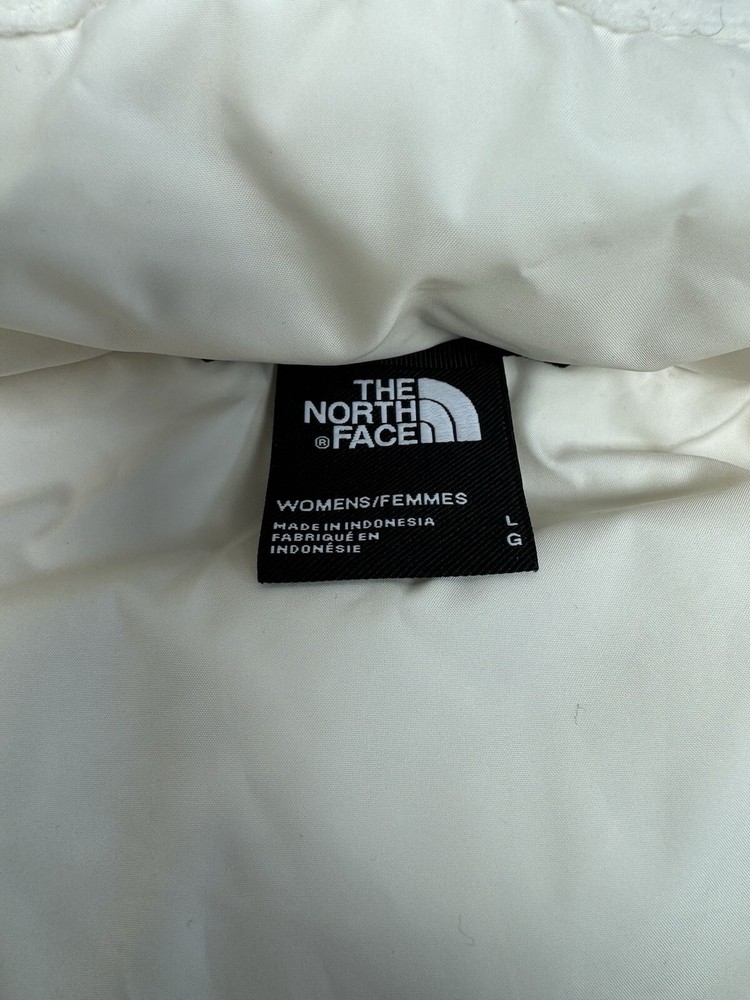 THE
NORTH
® FACE
WOMENS/FEMMES
MADE IN INDONESIA
FABRIQUÉ EN
INDONÉSIE
L
G